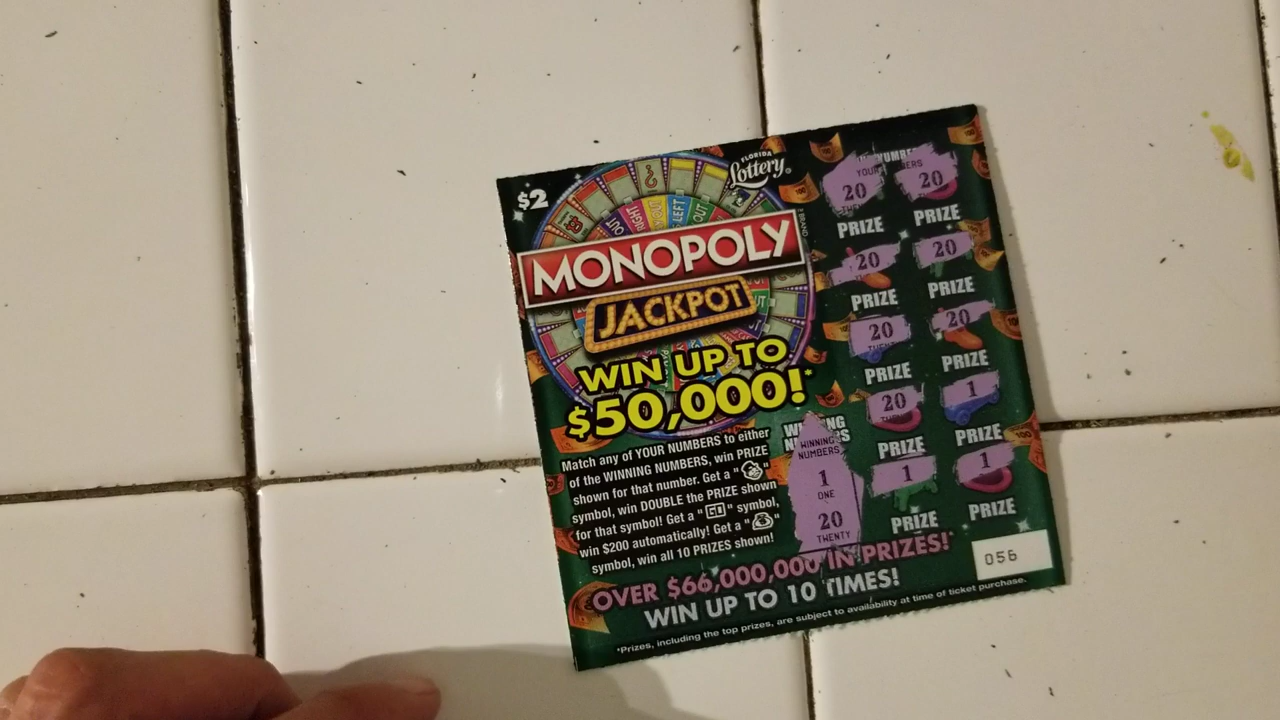 $2
FLORIDA
Lottery
MONOPOLY
BRAND
JACKPOT
WIN UP TO
$50,000!*
Match any of YOUR NUMBERS to either
of the WINNING NUMBERS, win PRIZE
shown for that number. Get a " "
symbol, win DOUBLE the PRIZE shown
for that symbol! Get a "GO" symbol,
win $200 automatically! Get a " "
symbol, win all 10 PRIZES shown!
WINNING
NUMBERS
1
ONE
20
TWENTY
YOUR
20 20
PRIZE PRIZE
20 20
PRIZE PRIZE
20 20
PRIZE PRIZE
20 1
PRIZE PRIZE
1 1
PRIZE PRIZE
056
OVER $66,000,000 IN PRIZES!*
WIN UP TO 10 TIMES!
*Prizes, including the top prizes, are subject to availability at time of ticket purchase.